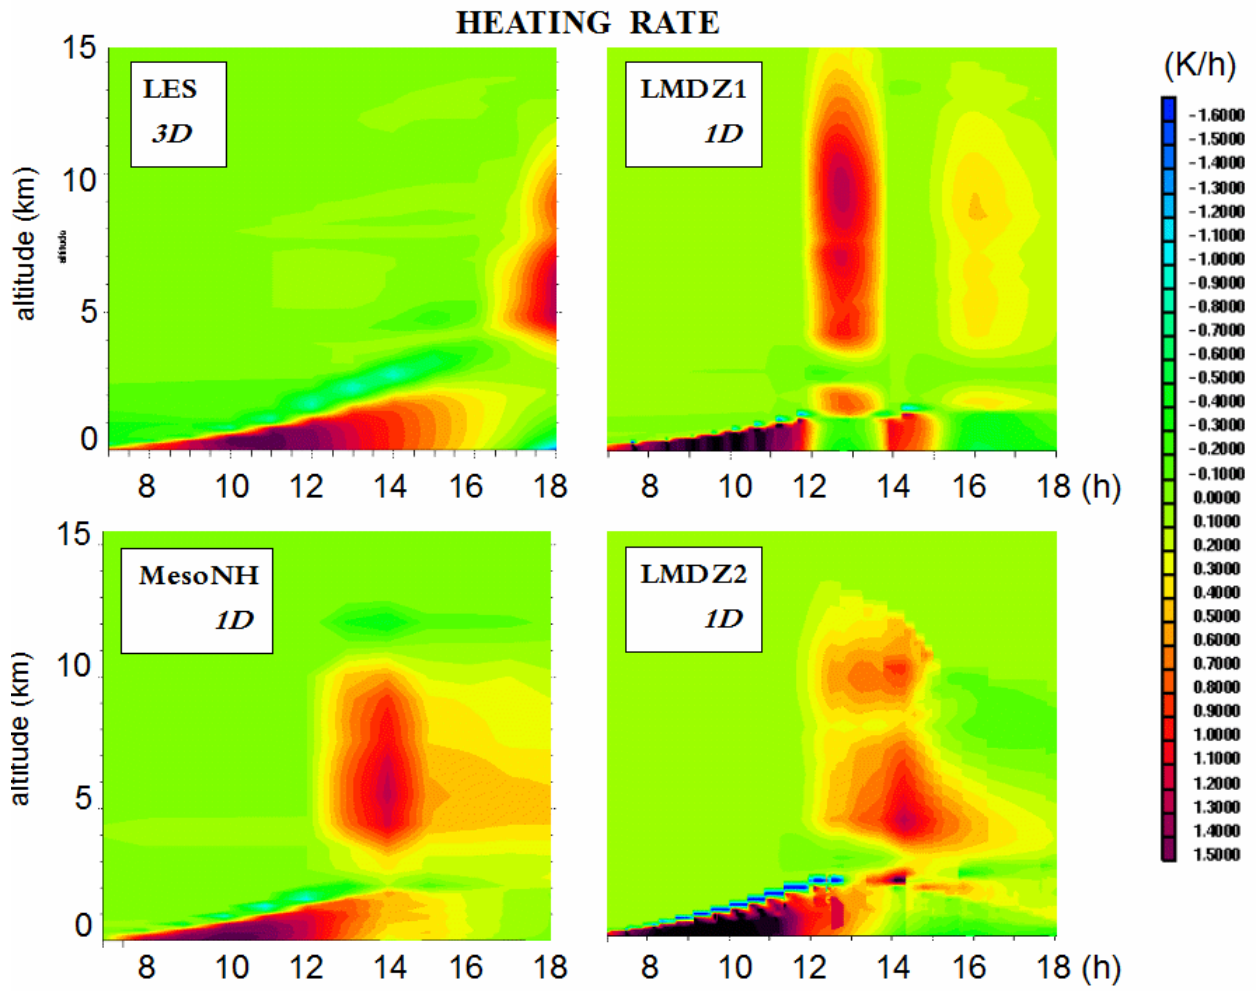 HEATING RATE
15
10
5
0
altitude (km)
altitude
LES
3D
8 10 12 14 16 18
LMDZ1
1D
8 10 12 14 16 18 (h)
15
10
5
0
altitude (km)
MesoNH
1D
8 10 12 14 16 18 (h)
LMDZ2
1D
8 10 12 14 16 18 (h)
(K/h)
-1.6000
-1.5000
-1.4000
-1.3000
-1.2000
-1.1000
-1.0000
-0.8000
-0.7000
-0.6000
-0.5000
-0.4000
-0.3000
-0.2000
-0.1000
0.0000
0.1000
0.2000
0.3000
0.4000
0.5000
0.6000
0.7000
0.8000
0.9000
1.0000
1.1000
1.2000
1.3000
1.4000
1.5000